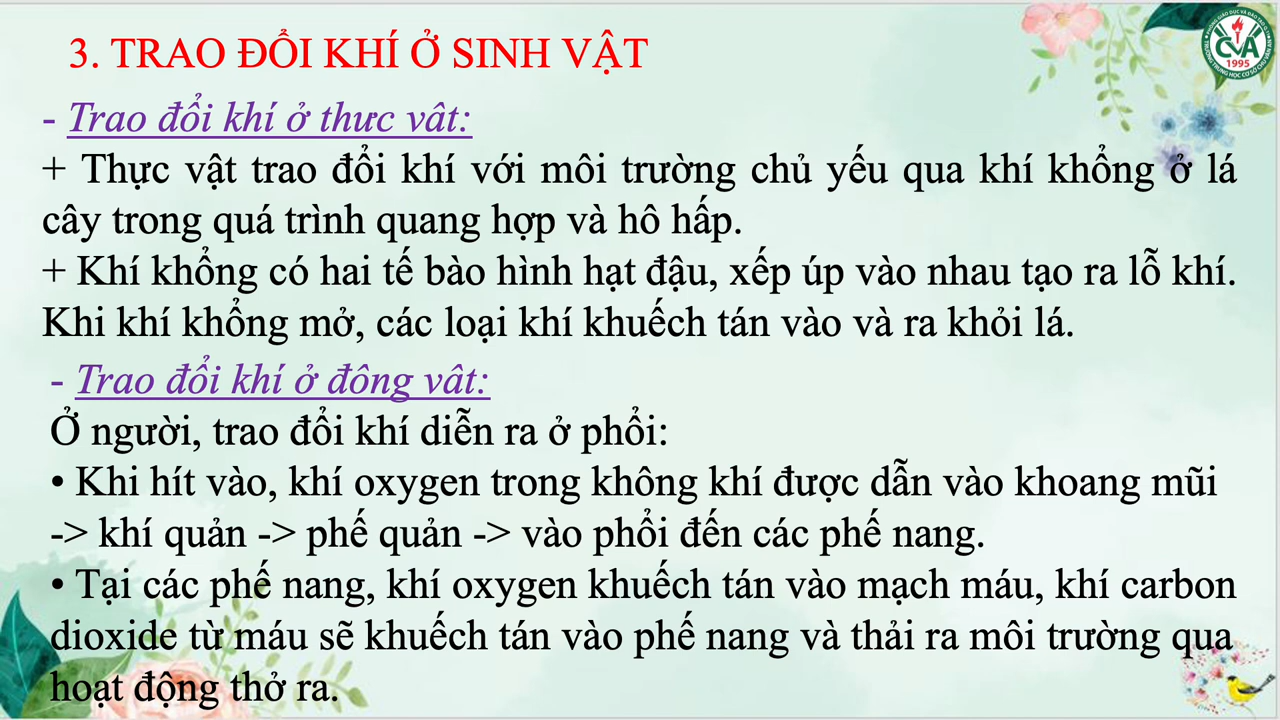 3. TRAO ĐỔI KHÍ Ở SINH VẬT
CVA
1995
- Trao đổi khí ở thực vât:
+ Thực vật trao đổi khí với môi trường chủ yếu qua khí khổng ở lá
cây trong quá trình quang hợp và hô hấp.
+ Khí khổng có hai tế bào hình hạt đậu, xếp úp vào nhau tạo ra lỗ khí.
Khi khí khổng mở, các loại khí khuếch tán vào và ra khỏi lá.
- Trao đổi khí ở đông vât:
Ở người, trao đổi khí diễn ra ở phổi:
• Khi hít vào, khí oxygen trong không khí được dẫn vào khoang mũi
-> khí quản -> phế quản -> vào phổi đến các phế nang.
• Tại các phế nang, khí oxygen khuếch tán vào mạch máu, khí carbon
dioxide từ máu sẽ khuếch tán vào phế nang và thải ra môi trường qua
hoạt động thở ra.